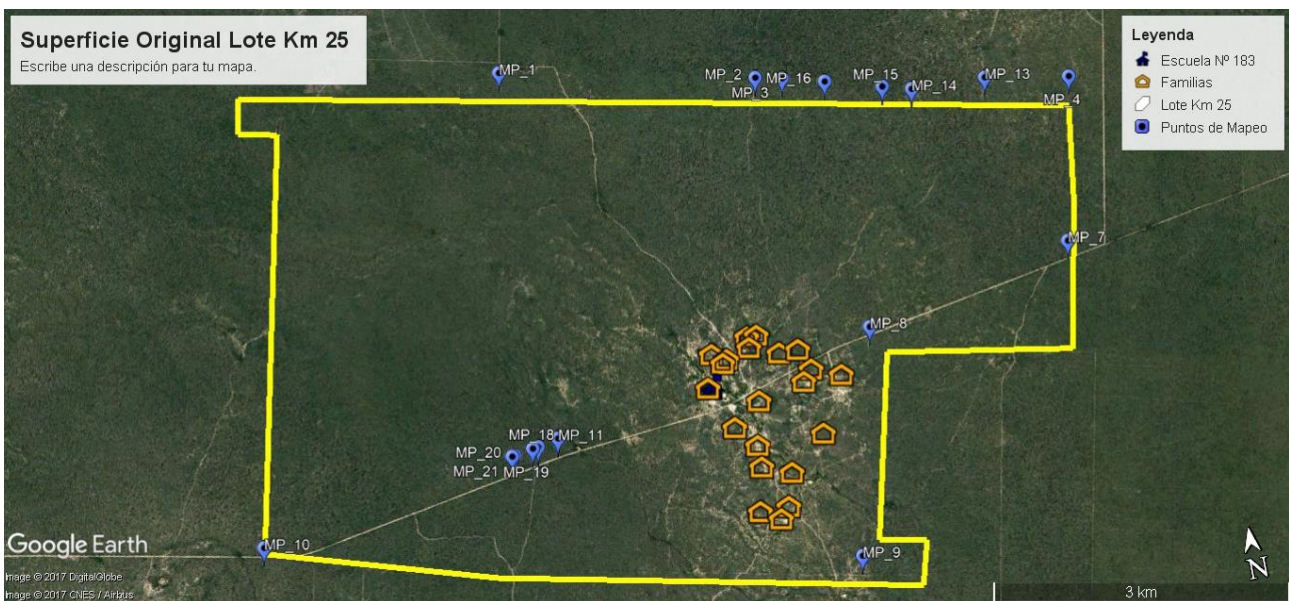 Superficie Original Lote Km 25
Escribe una descripción para tu mapa.
Leyenda
Escuela Nº 183
Familias
Lote Km 25
Puntos de Mapeo
MP_1
MP_2
MP_16
MP_15
MP_13
MP_3
MP_14
MP_4
MP_7
MP_8
MP_18
MP_11
MP_20
MP_21
MP_19
MP_10
MP_9
Google Earth
Image © 2017 DigitalGlobe
Image © 2017 CNES / Airbus
N
3 km